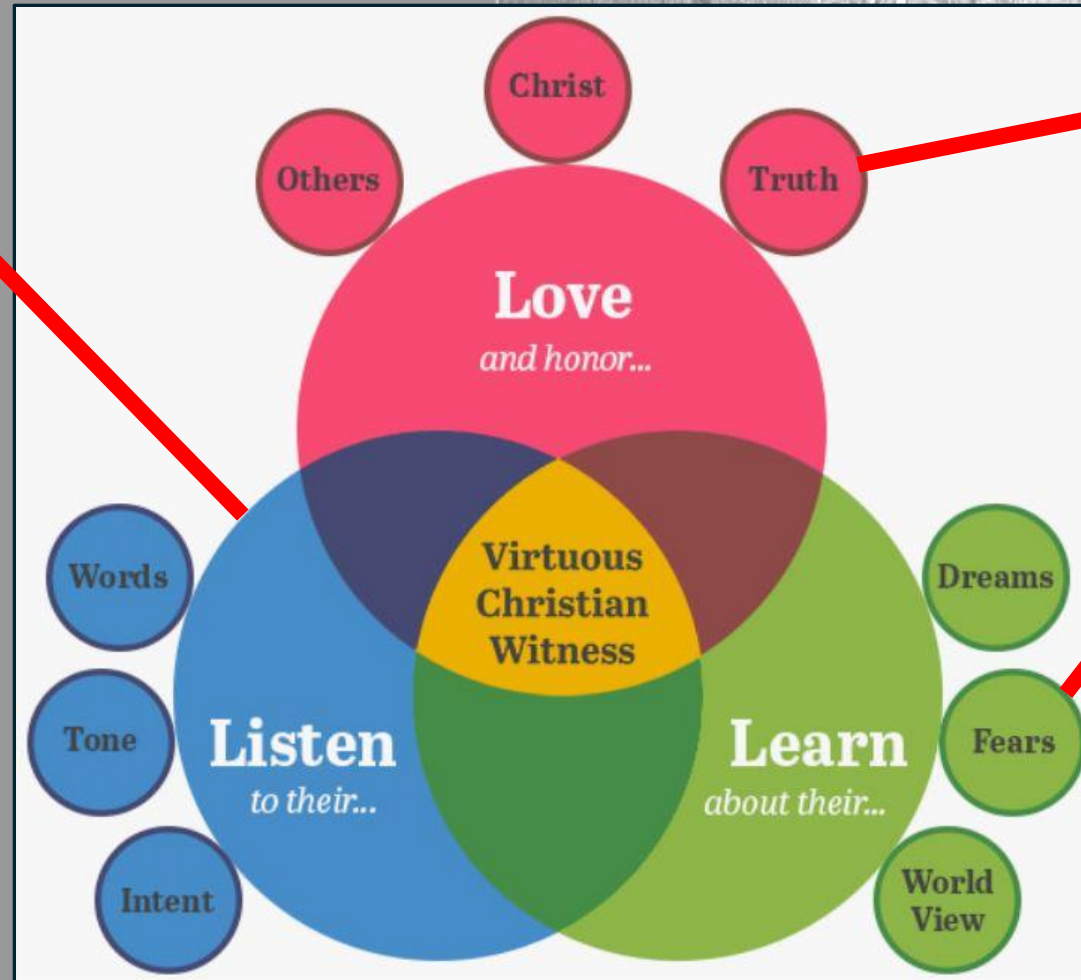 Christ
Others
Truth
Love
and honor...
Words
Tone
Intent
Listen
to their...
Virtuous
Christian
Witness
Learn
about their...
Dreams
Fears
World
View